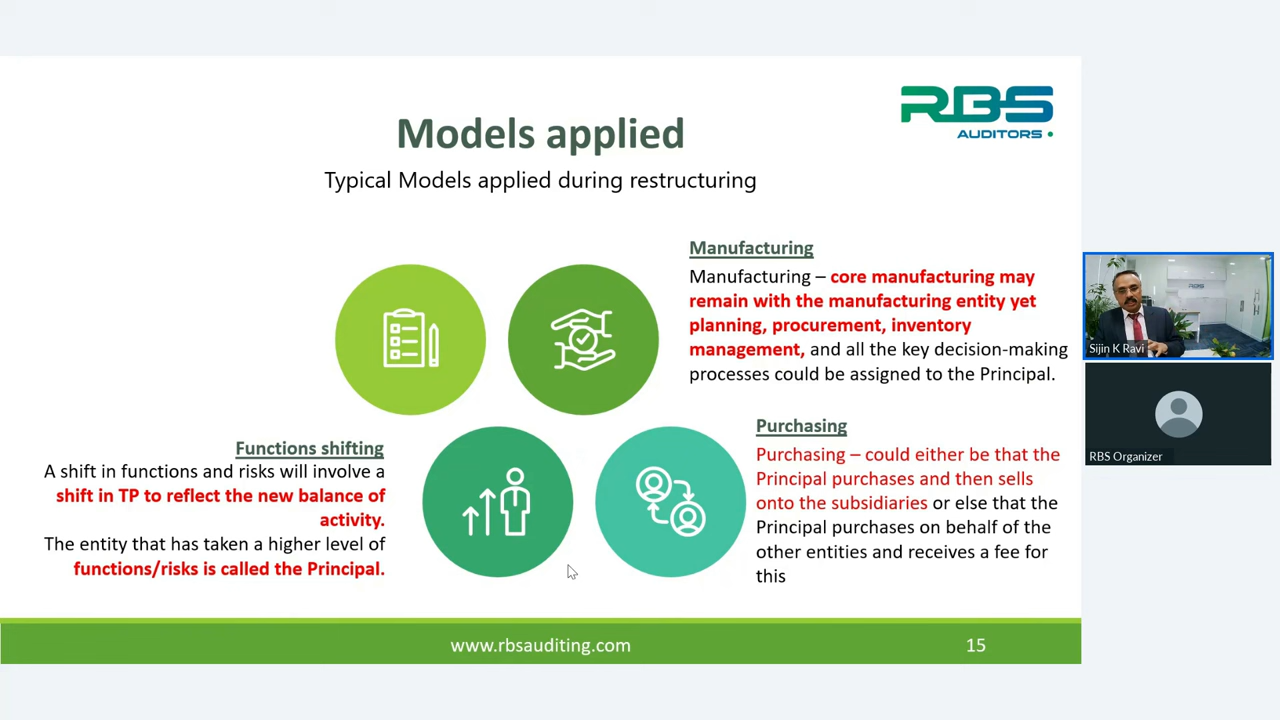 RBS
AUDITORS
Models applied
Typical Models applied during restructuring
Manufacturing
Manufacturing – core manufacturing may
remain with the manufacturing entity yet
planning, procurement, inventory
management, and all the key decision-making
processes could be assigned to the Principal.
Functions shifting
A shift in functions and risks will involve a
shift in TP to reflect the new balance of
activity.
The entity that has taken a higher level of
functions/risks is called the Principal.
Purchasing
Purchasing – could either be that the
Principal purchases and then sells
onto the subsidiaries or else that the
Principal purchases on behalf of the
other entities and receives a fee for
this
www.rbsauditing.com
15
RBS
Sijin K Ravi
RBS Organizer